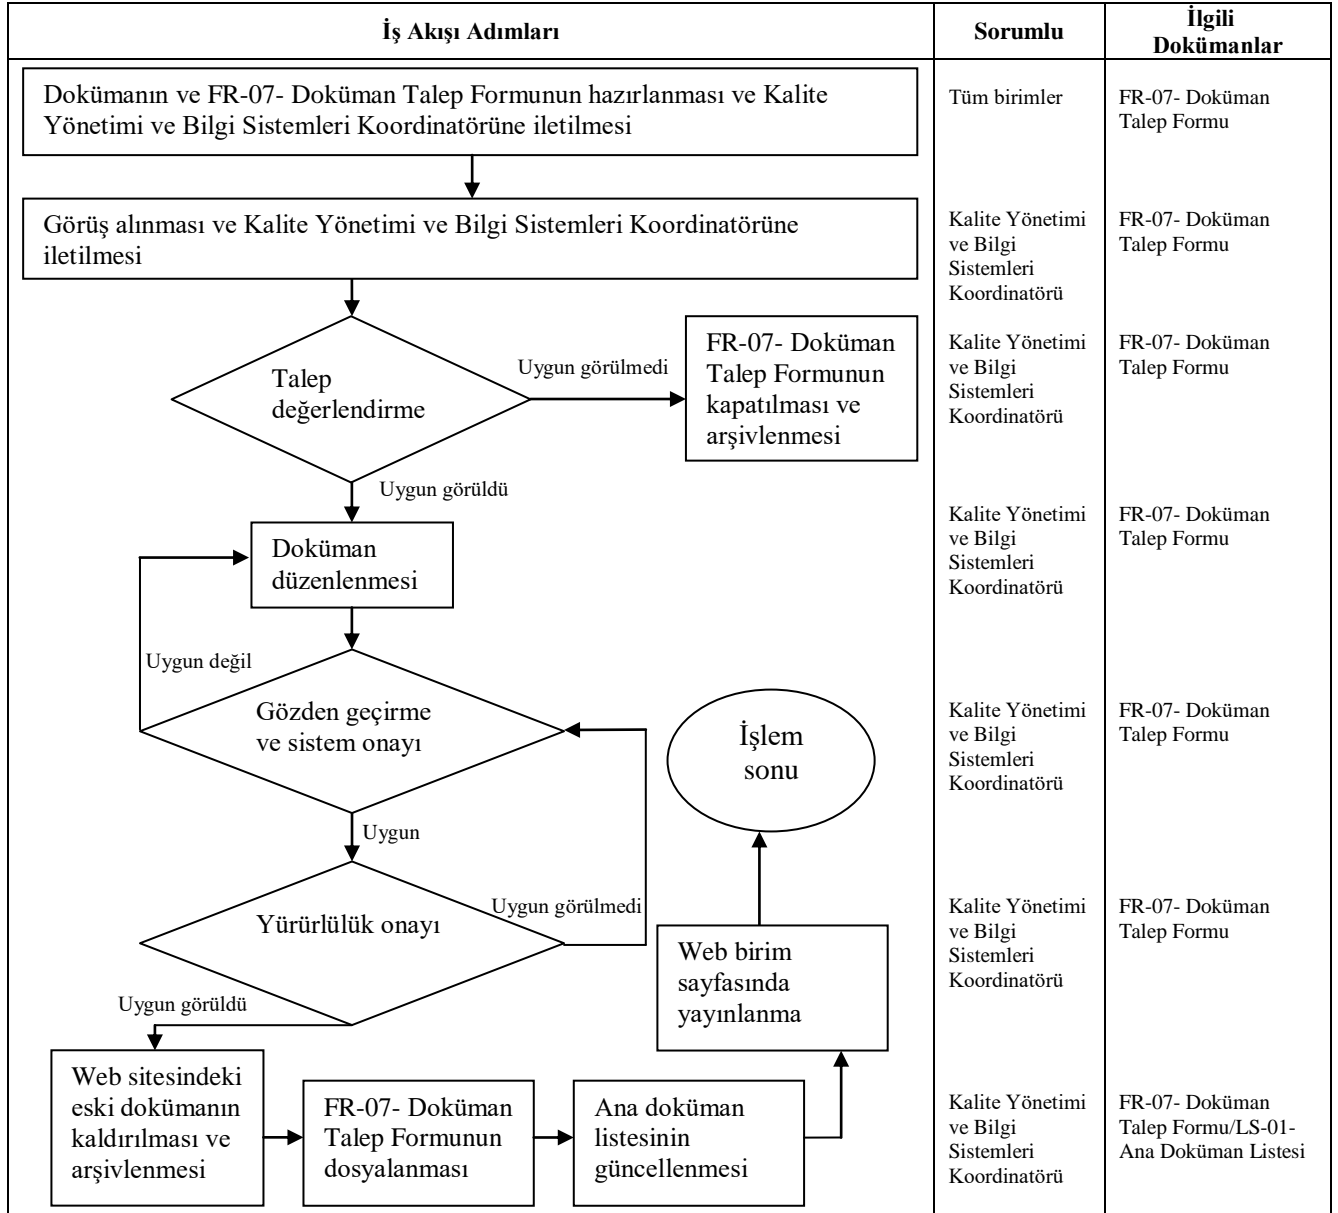 İş Akışı Adımları
Sorumlu
İlgili
Dokümanlar
Dokümanın ve FR-07- Doküman Talep Formunun hazırlanması ve Kalite
Yönetimi ve Bilgi Sistemleri Koordinatörüne iletilmesi
Tüm birimler
FR-07- Doküman
Talep Formu
Görüş alınması ve Kalite Yönetimi ve Bilgi Sistemleri Koordinatörüne
iletilmesi
Kalite Yönetimi
ve Bilgi
Sistemleri
Koordinatörü
FR-07- Doküman
Talep Formu
Talep
değerlendirme
Uygun görülmedi
FR-07- Doküman
Talep Formunun
kapatılması ve
arşivlenmesi
Kalite Yönetimi
ve Bilgi
Sistemleri
Koordinatörü
FR-07- Doküman
Talep Formu
Uygun görüldü
Doküman
düzenlenmesi
Kalite Yönetimi
ve Bilgi
Sistemleri
Koordinatörü
FR-07- Doküman
Talep Formu
Uygun değil
Gözden geçirme
ve sistem onayı
İşlem
sonu
Kalite Yönetimi
ve Bilgi
Sistemleri
Koordinatörü
FR-07- Doküman
Talep Formu
Uygun
Yürürlülük onayı
Uygun görülmedi
Web birim
sayfasında
yayınlanma
Kalite Yönetimi
ve Bilgi
Sistemleri
Koordinatörü
FR-07- Doküman
Talep Formu
Uygun görüldü
Web sitesindeki
eski dokümanın
kaldırılması ve
arşivlenmesi
FR-07- Doküman
Talep Formunun
dosyalanması
Ana doküman
listesinin
güncellenmesi
Kalite Yönetimi
ve Bilgi
Sistemleri
Koordinatörü
FR-07- Doküman
Talep Formu/LS-01-
Ana Doküman Listesi